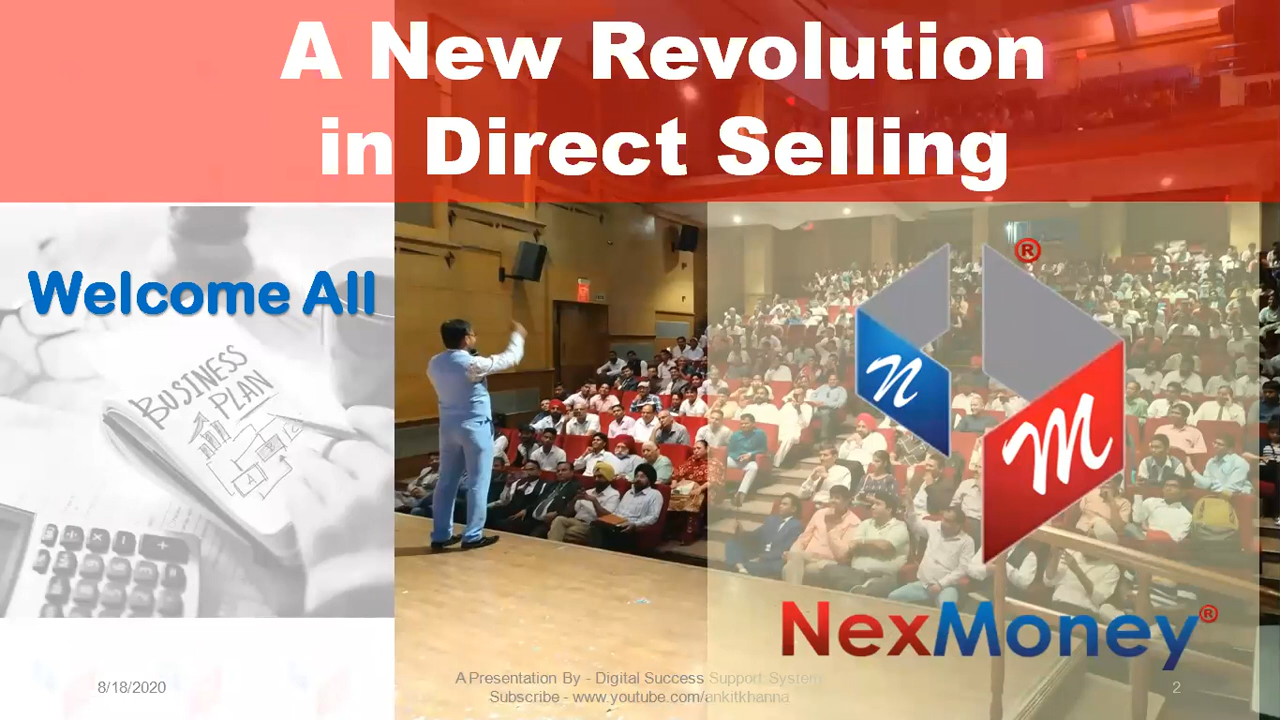 A New Revolution
in Direct Selling
Welcome All
BUSINESS
PLAN
A
B
C
®
n
m
NexMoney®
8/18/2020
A Presentation By - Digital Success Support System
Subscribe - www.youtube.com/ankitkhanna
2